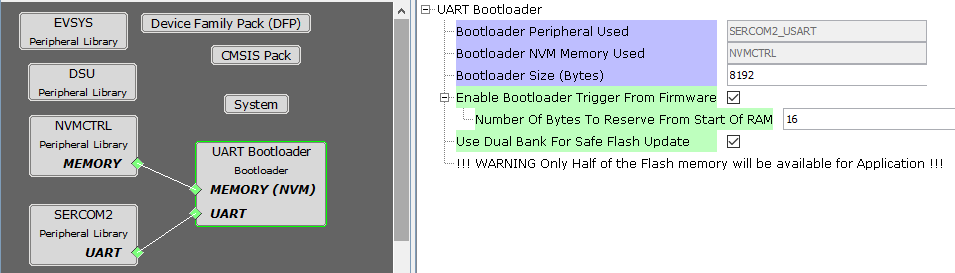 EVSYS
Peripheral Library
Device Family Pack (DFP)
CMSIS Pack
DSU
Peripheral Library
System
NVMCTRL
Peripheral Library
MEMORY
UART Bootloader
Bootloader
MEMORY (NVM)
UART
SERCOM2
Peripheral Library
UART
UART Bootloader
Bootloader Peripheral Used SERCOM2_USART
Bootloader NVM Memory Used NVMCTRL
Bootloader Size (Bytes) 8192
Enable Bootloader Trigger From Firmware
Number Of Bytes To Reserve From Start Of RAM 16
Use Dual Bank For Safe Flash Update
!!! WARNING Only Half of the Flash memory will be available for Application !!!